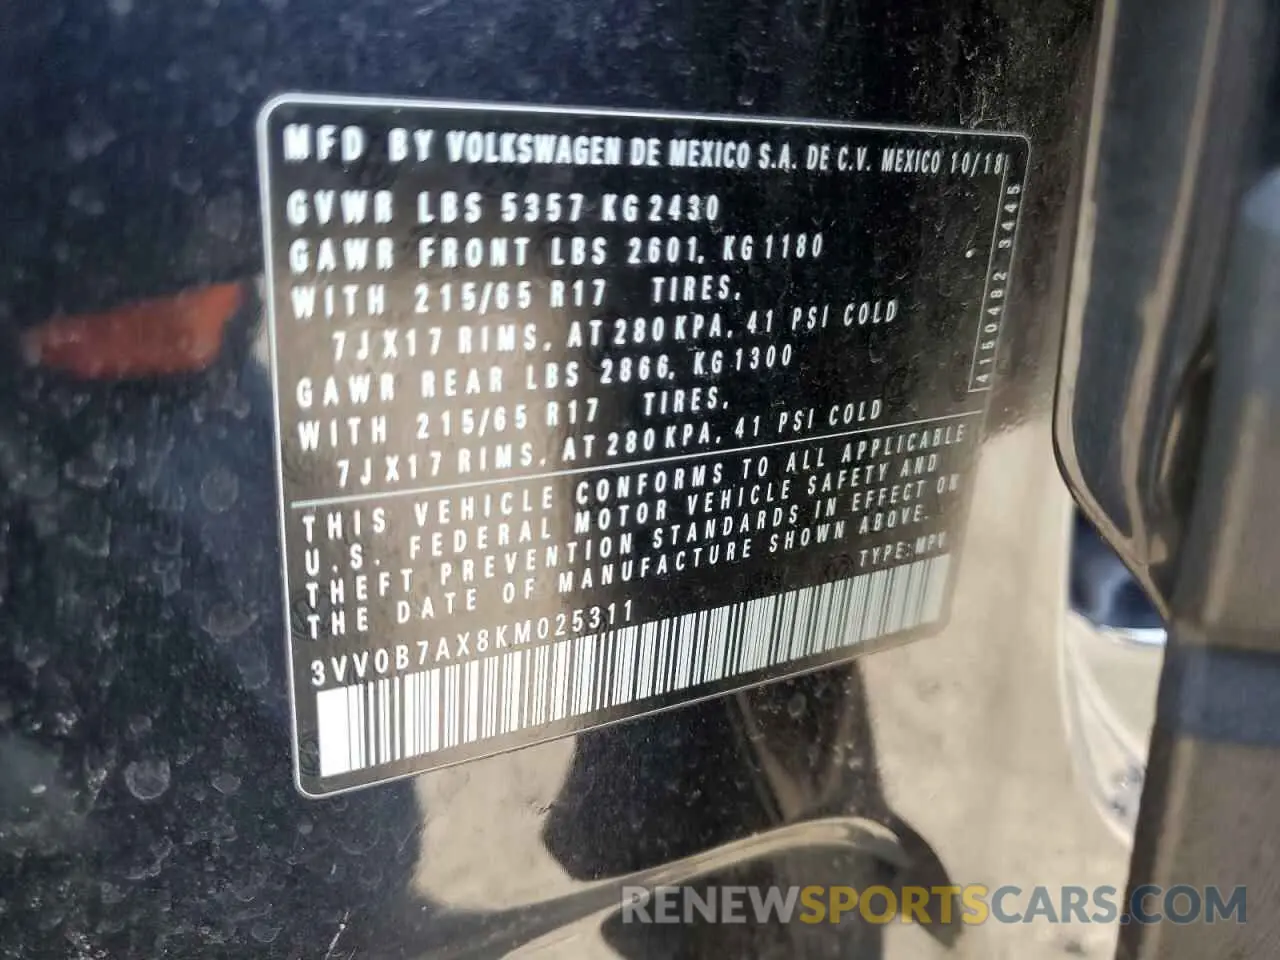 MFD BY VOLKSWAGEN DE MEXICO S.A. DE C.V. MEXICO 10/18
GVWR LBS 5357 KG 2430
GAWR FRONT LBS 2601, KG 1180
WITH 215/65 R17 TIRES,
7JX17 RIMS, AT 280 KPA, 41 PSI COLD
GAWR REAR LBS 2866, KG 1300
WITH 215/65 R17 TIRES,
7JX17 RIMS, AT 280 KPA, 41 PSI COLD
4150482 3445
THIS VEHICLE CONFORMS TO ALL APPLICABLE
U.S. FEDERAL MOTOR VEHICLE SAFETY AND
THEFT PREVENTION STANDARDS IN EFFECT ON
THE DATE OF MANUFACTURE SHOWN ABOVE.
TYPE: MPV
3VV0B7AX8KM025311
RENEWSPORTSCARS.COM